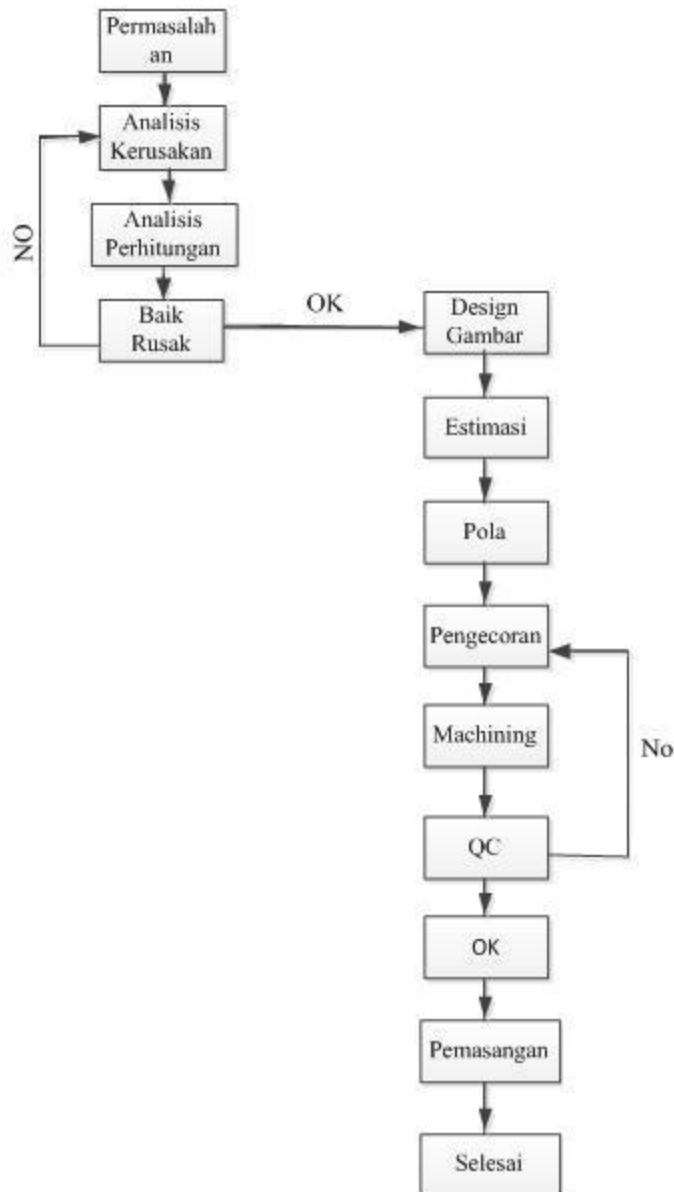 Permasalah
an
Analisis
Kerusakan
NO
Analisis
Perhitungan
Baik
Rusak
OK
Design
Gambar
Estimasi
Pola
Pengecoran
Machining
No
QC
OK
Pemasangan
Selesai